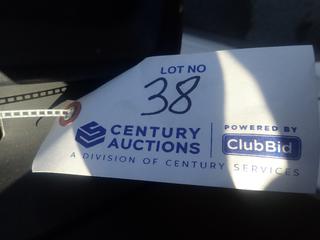 LOT NO
38
CENTURY AUCTIONS
POWERED BY
ClubBid
A DIVISION OF CENTURY SERVICES